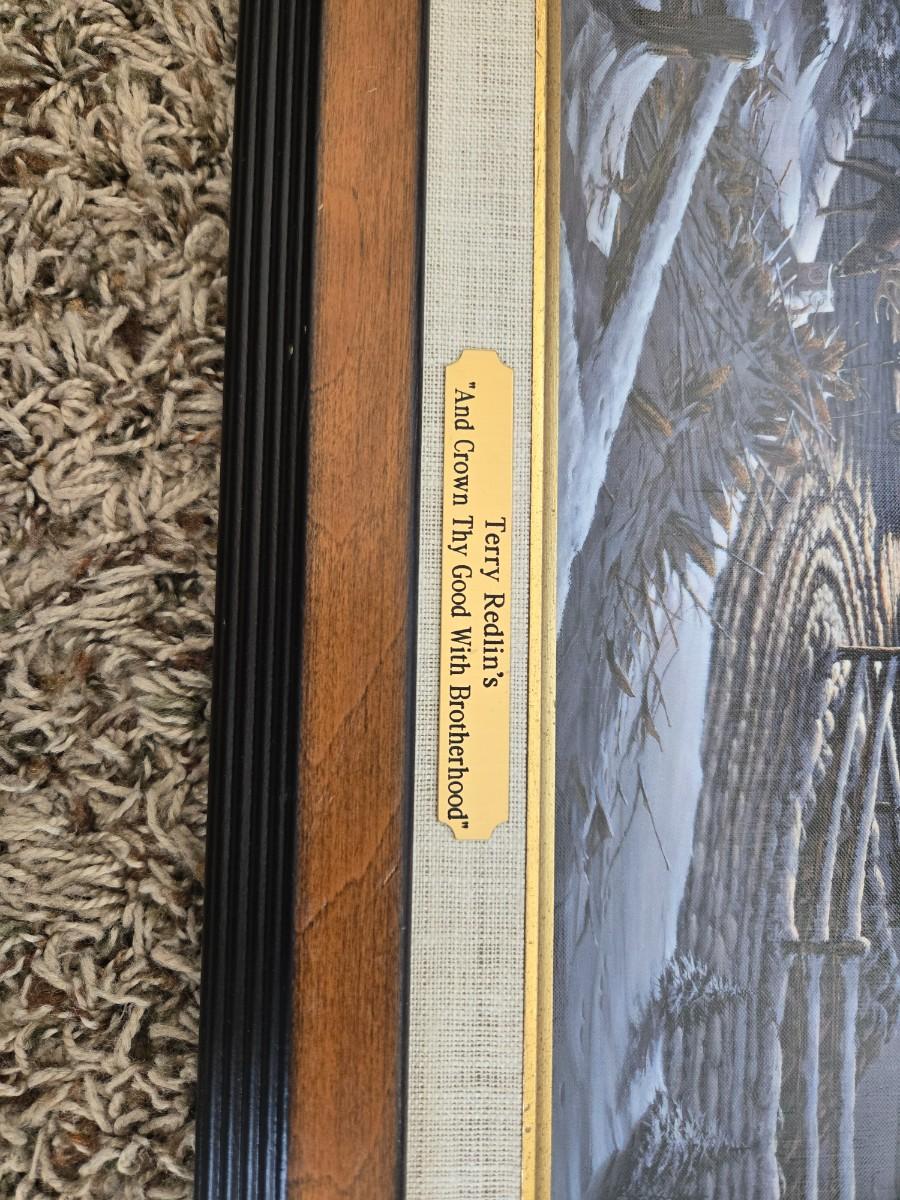 Terry Redlin's
"And Crown Thy Good With Brotherhood"